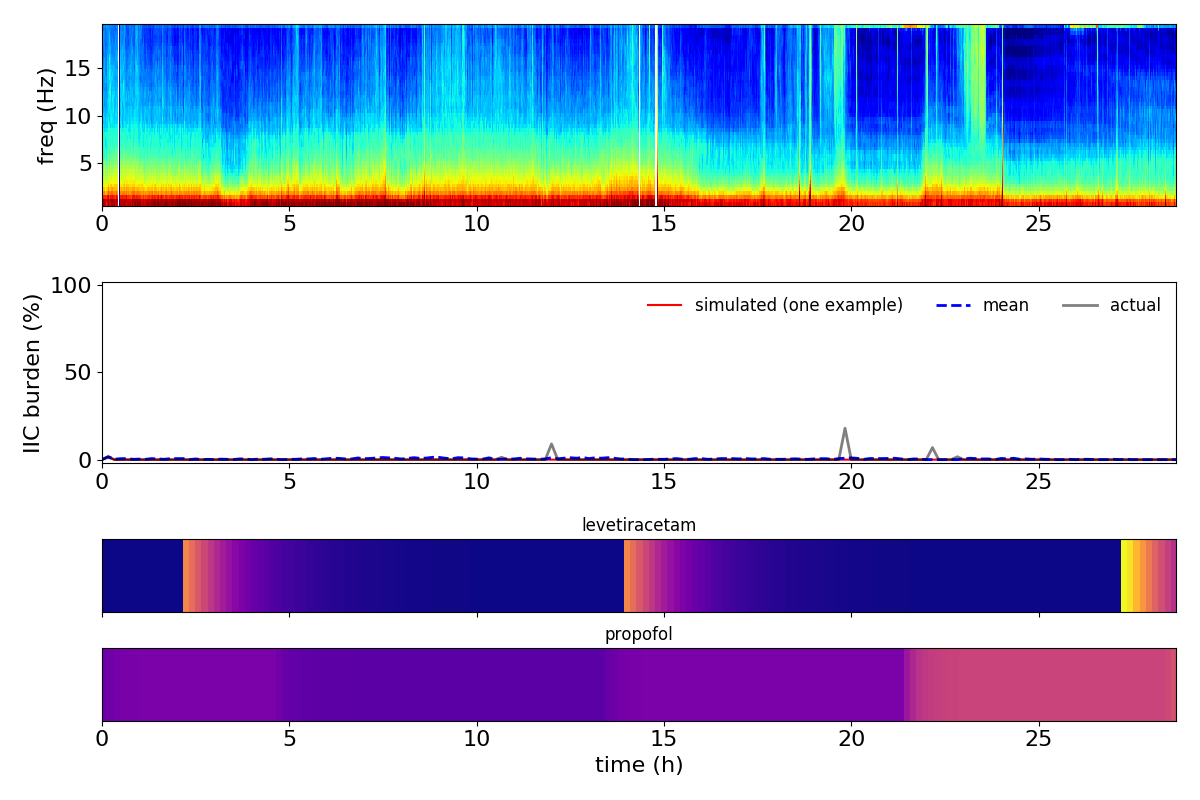 freq (Hz)
15
10
5
0 5 10 15 20 25
IIC burden (%)
100
50
0
simulated (one example) mean actual
0 5 10 15 20 25
levetiracetam
propofol
0 5 10 15 20 25
time (h)